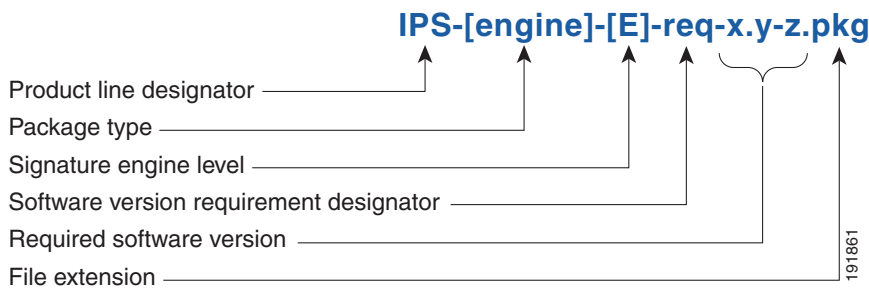 IPS-[engine]-[E]-req-x.y-z.pkg
Product line designator
Package type
Signature engine level
Software version requirement designator
Required software version
File extension
191861